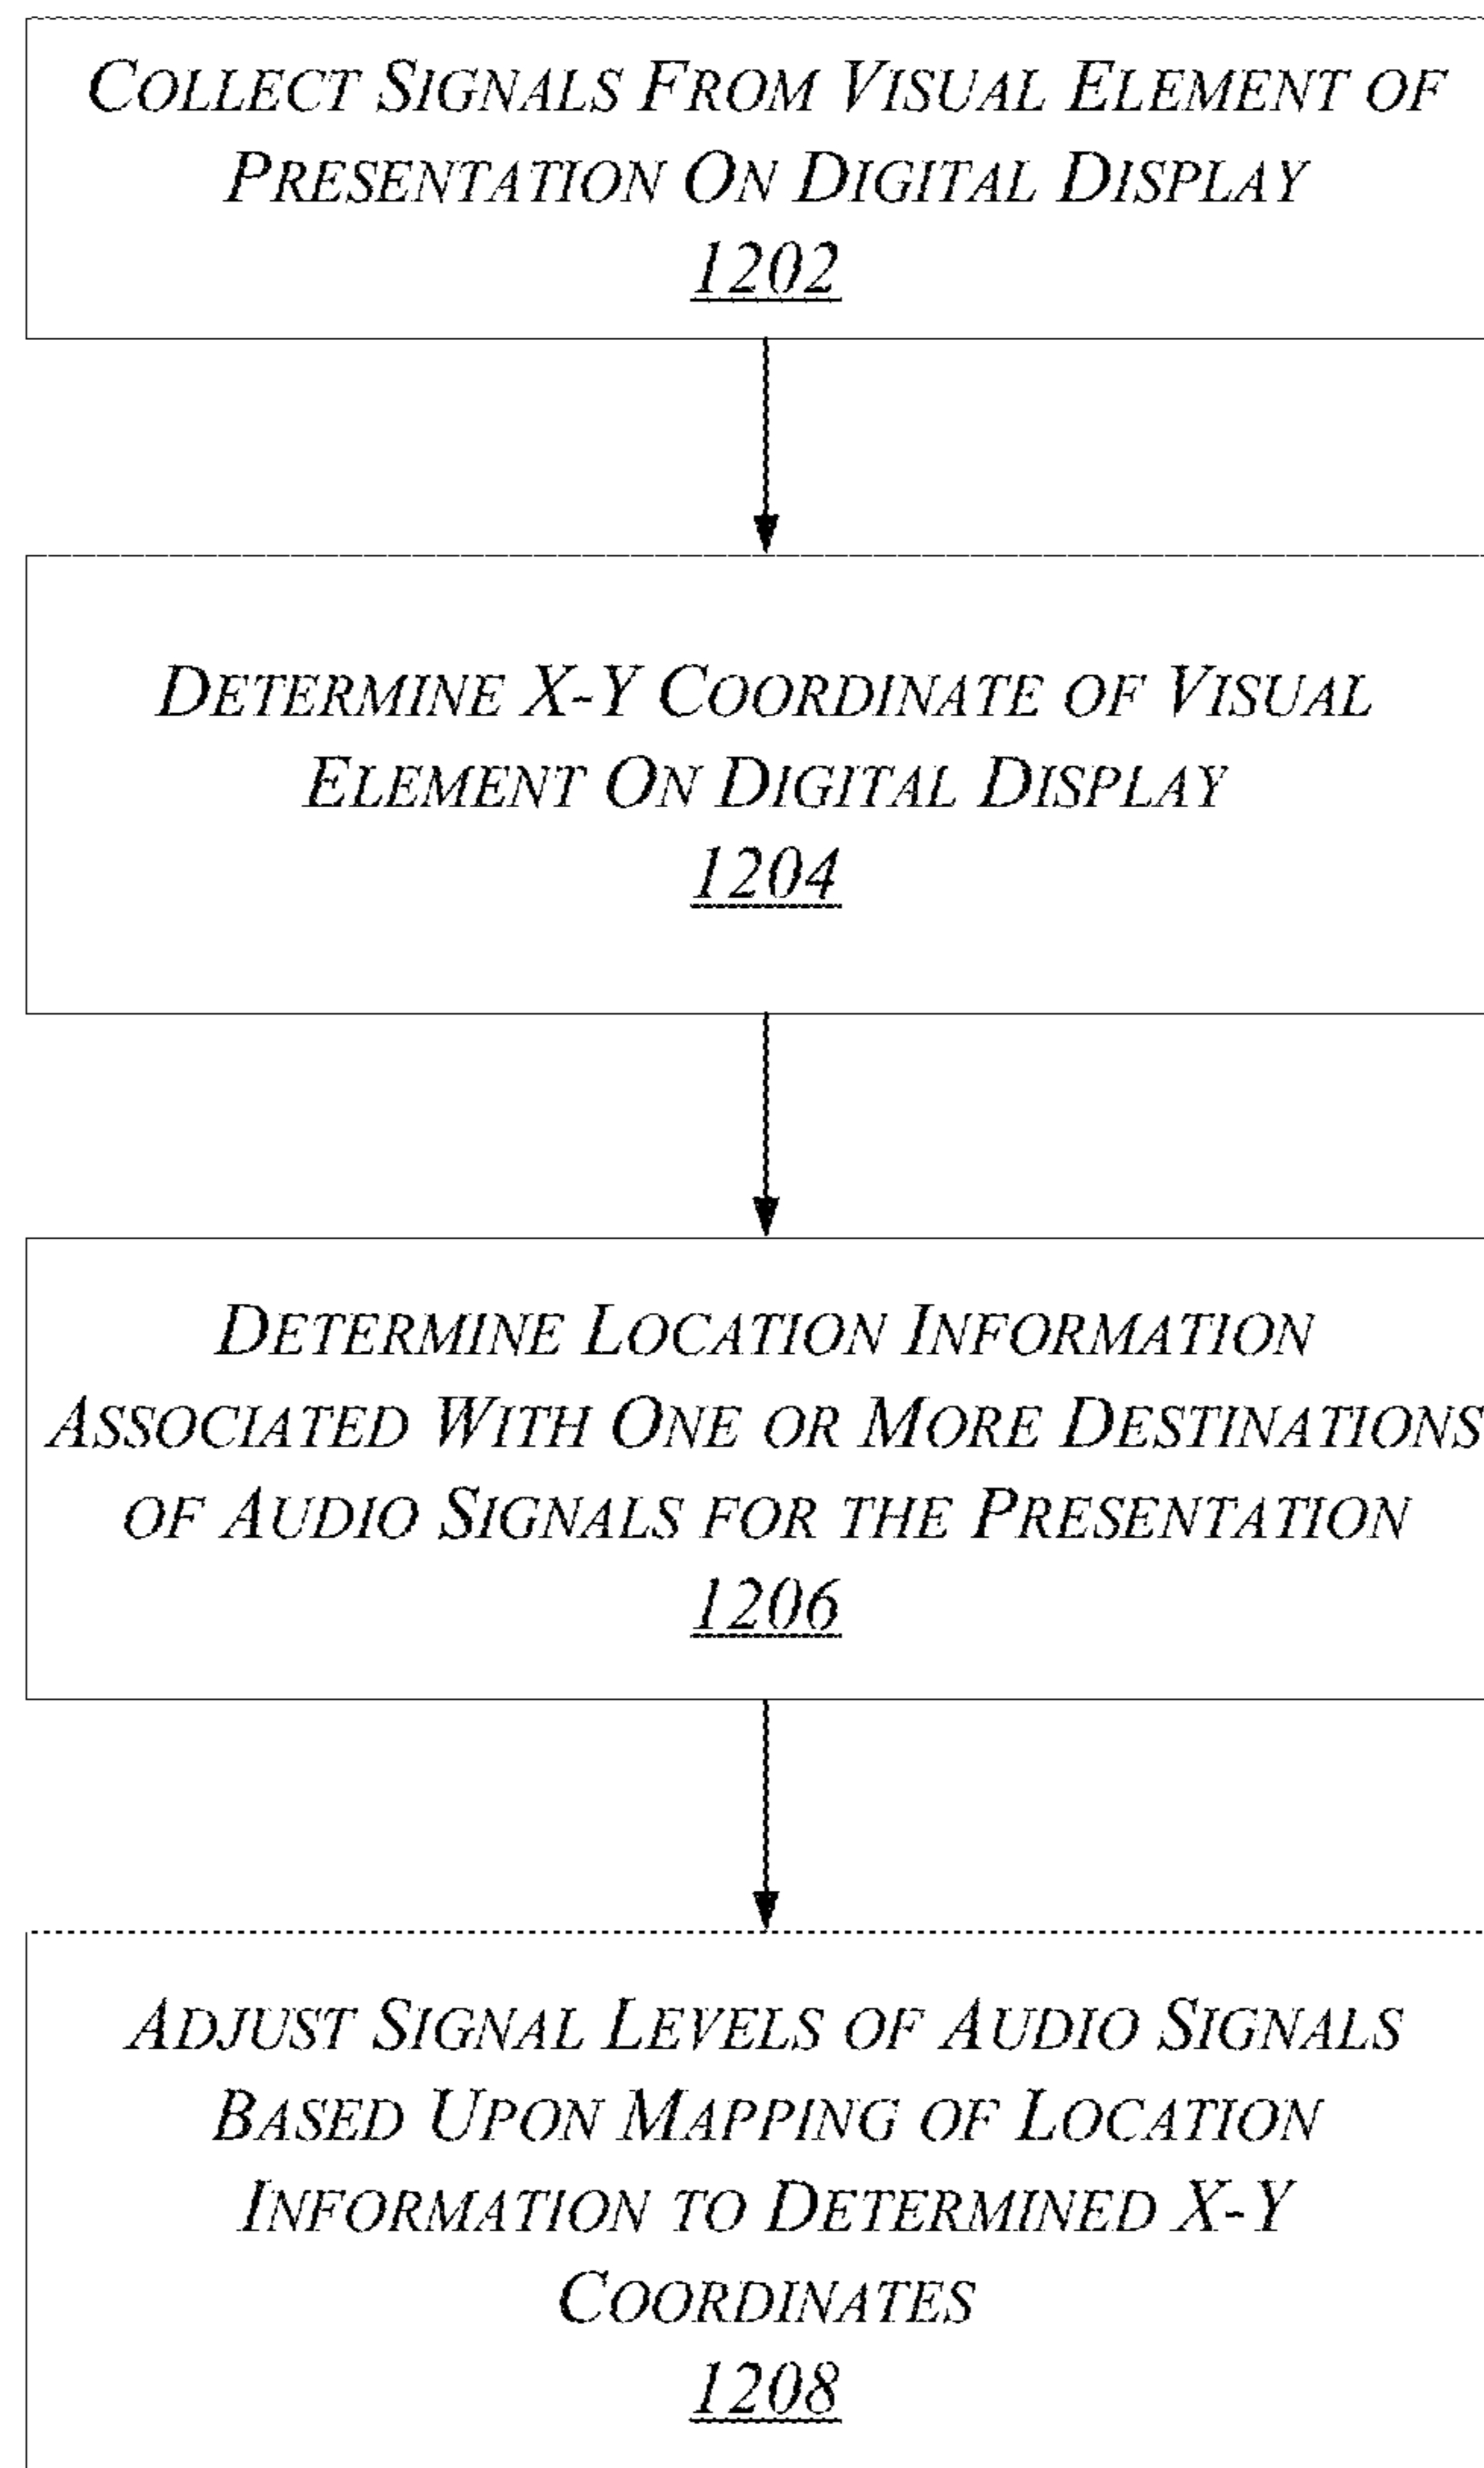 COLLECT SIGNALS FROM VISUAL ELEMENT OF
PRESENTATION ON DIGITAL DISPLAY
1202
DETERMINE X-Y COORDINATE OF VISUAL
ELEMENT ON DIGITAL DISPLAY
1204
DETERMINE LOCATION INFORMATION
ASSOCIATED WITH ONE OR MORE DESTINATIONS
OF AUDIO SIGNALS FOR THE PRESENTATION
1206
ADJUST SIGNAL LEVELS OF AUDIO SIGNALS
BASED UPON MAPPING OF LOCATION
INFORMATION TO DETERMINED X-Y
COORDINATES
1208